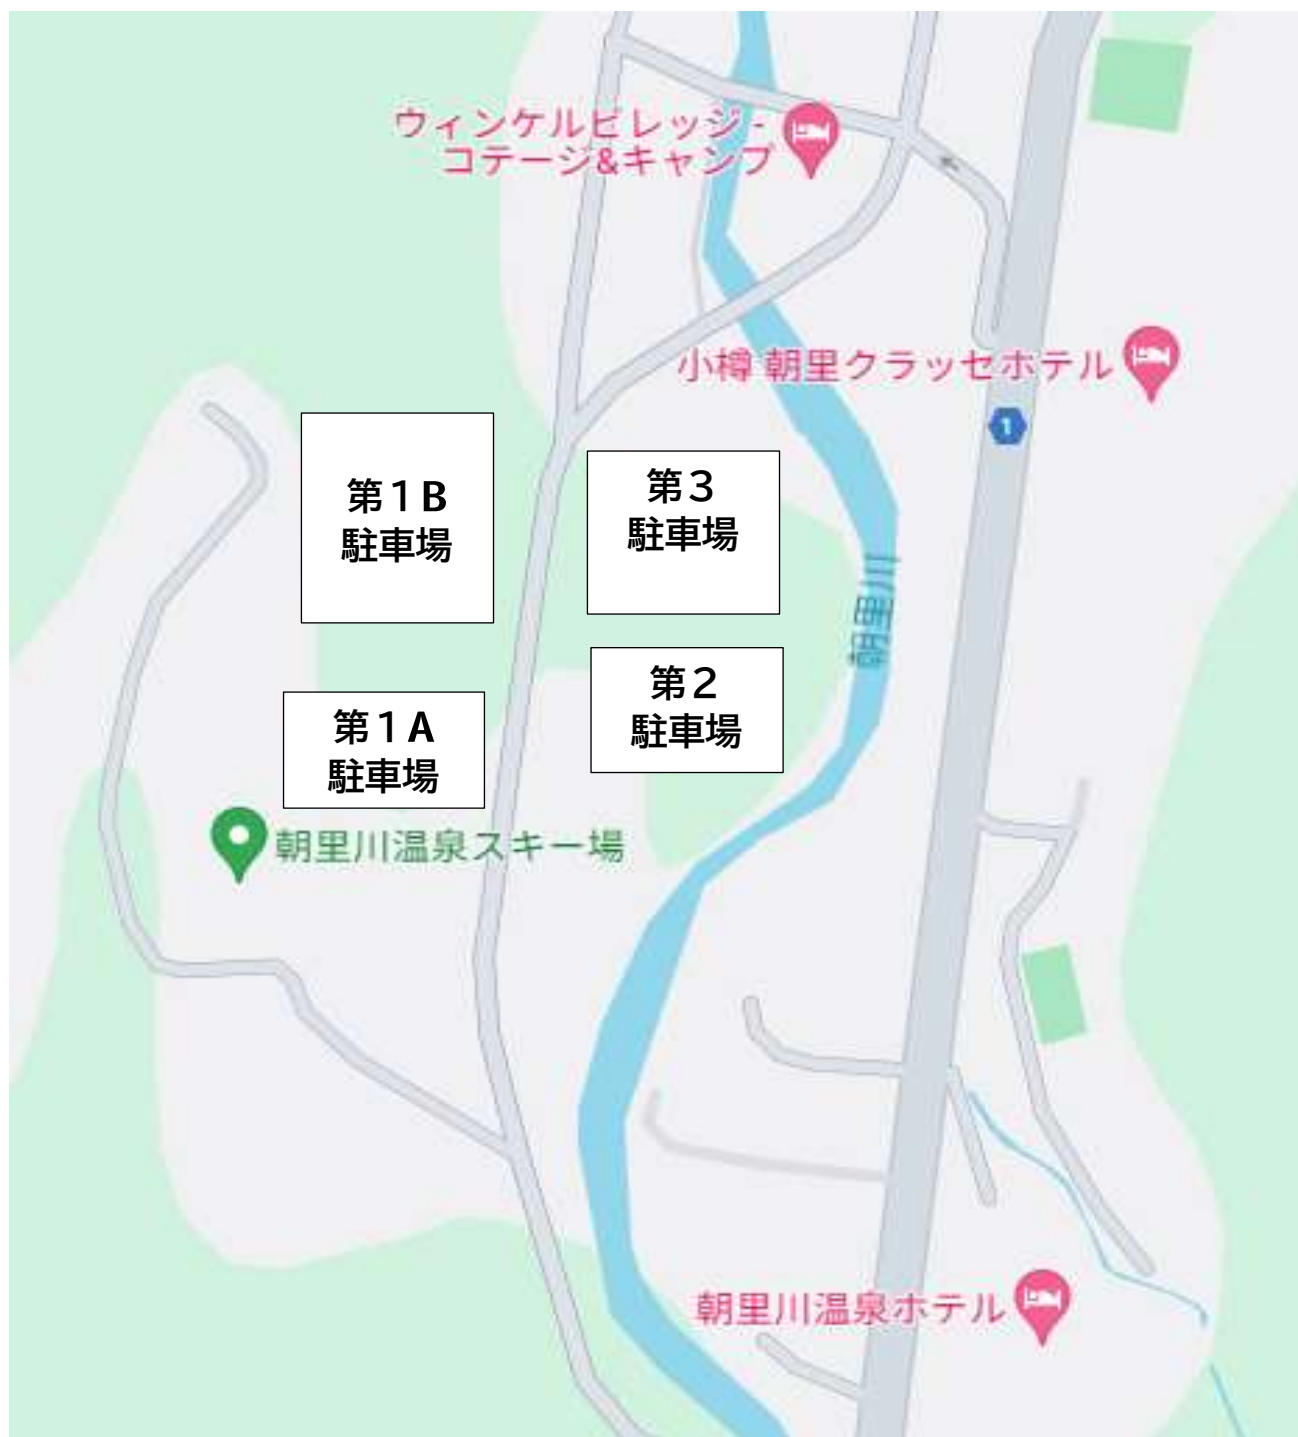 ウィンケルビレッジ -
コテージ&キャンプ
小樽 朝里クラッセホテル
1
第１B
駐車場
第３
駐車場
朝里川
第２
駐車場
第１A
駐車場
朝里川温泉スキー場
朝里川温泉ホテル